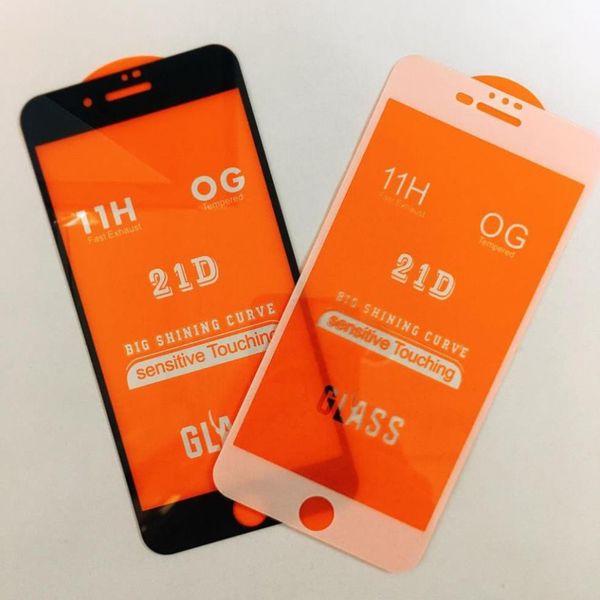 11H
Fast Exhaust
OG
Tempered
21D
BIG SHINING CURVE
sensitive Touching
GLA
11H
Fast Exhaust
OG
Tempered
21D
BIG SHINING CURVE
sensitive Touching
GLASS